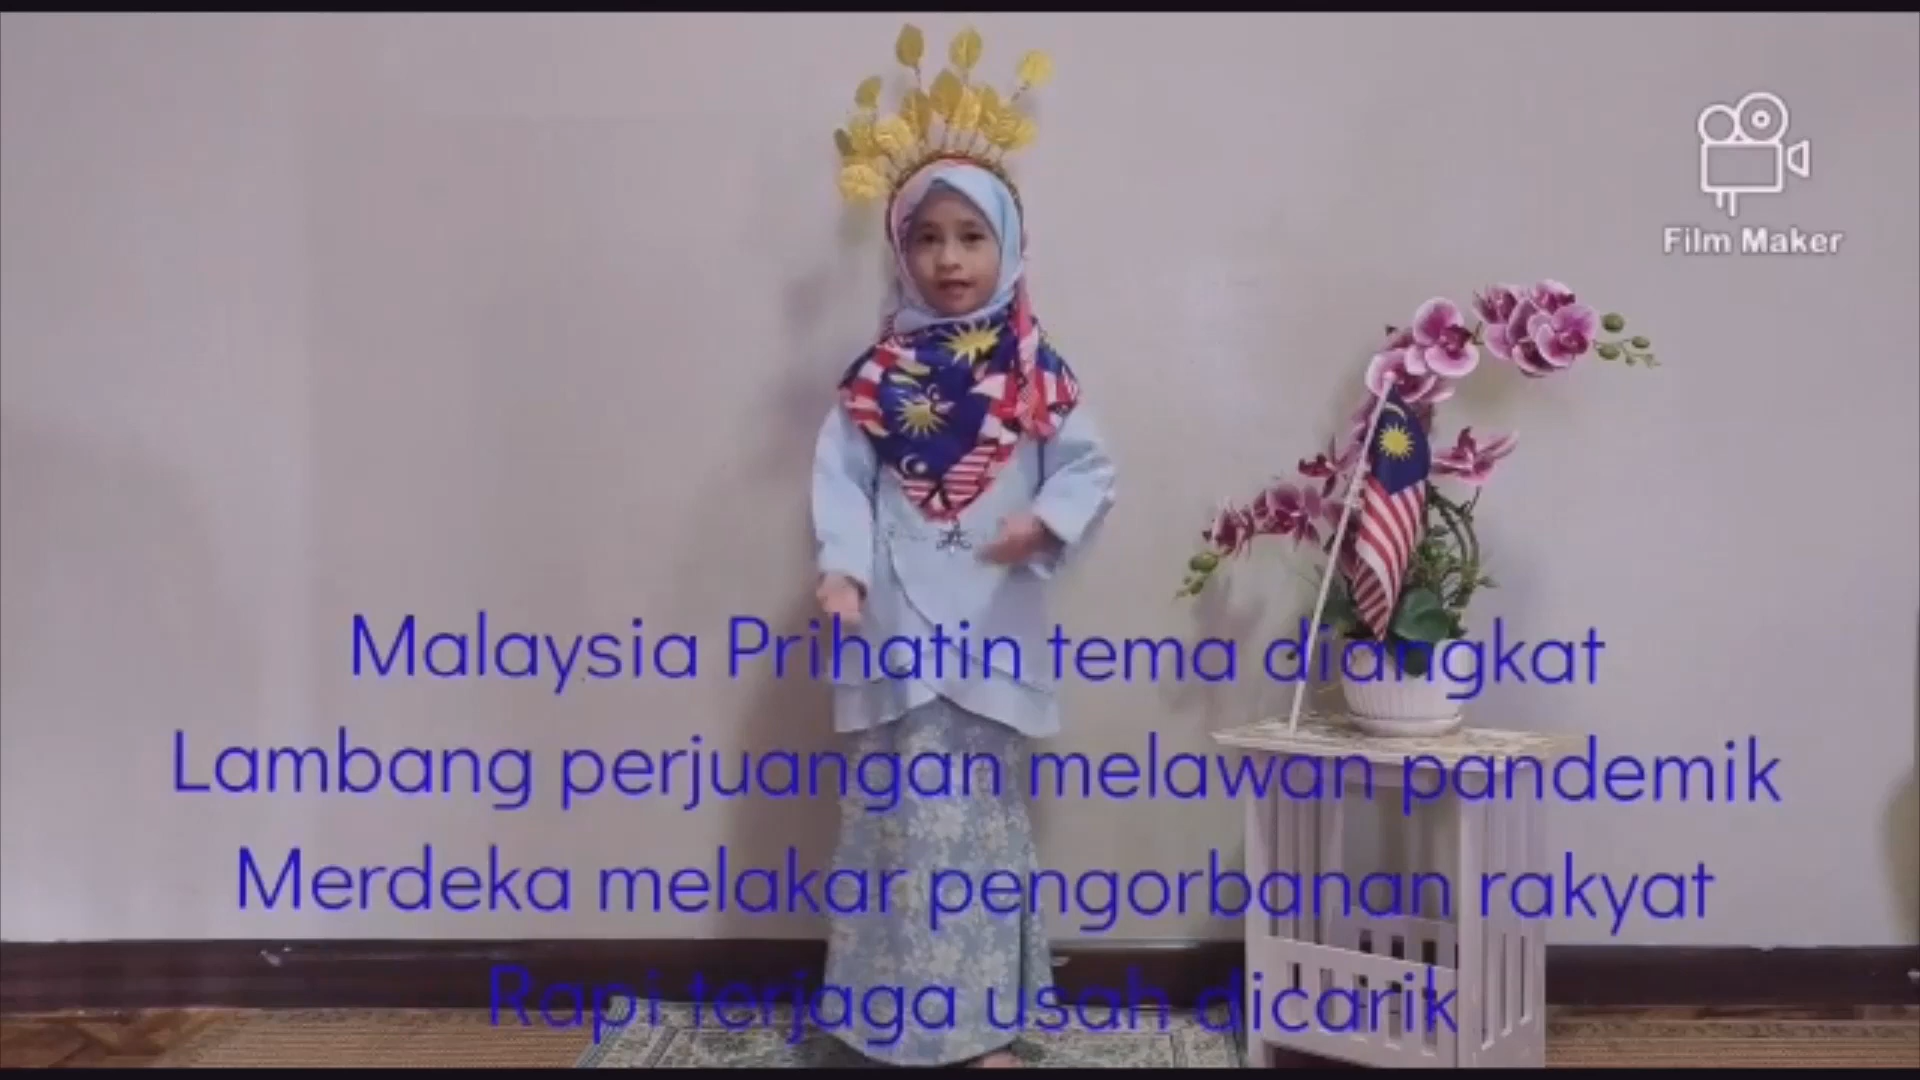 Film Maker
Malaysia Prihatin tema diangkat
Lambang perjuangan melawan pandemik
Merdeka melakar pengorbanan rakyat
Rapi terjaga usah dicarik